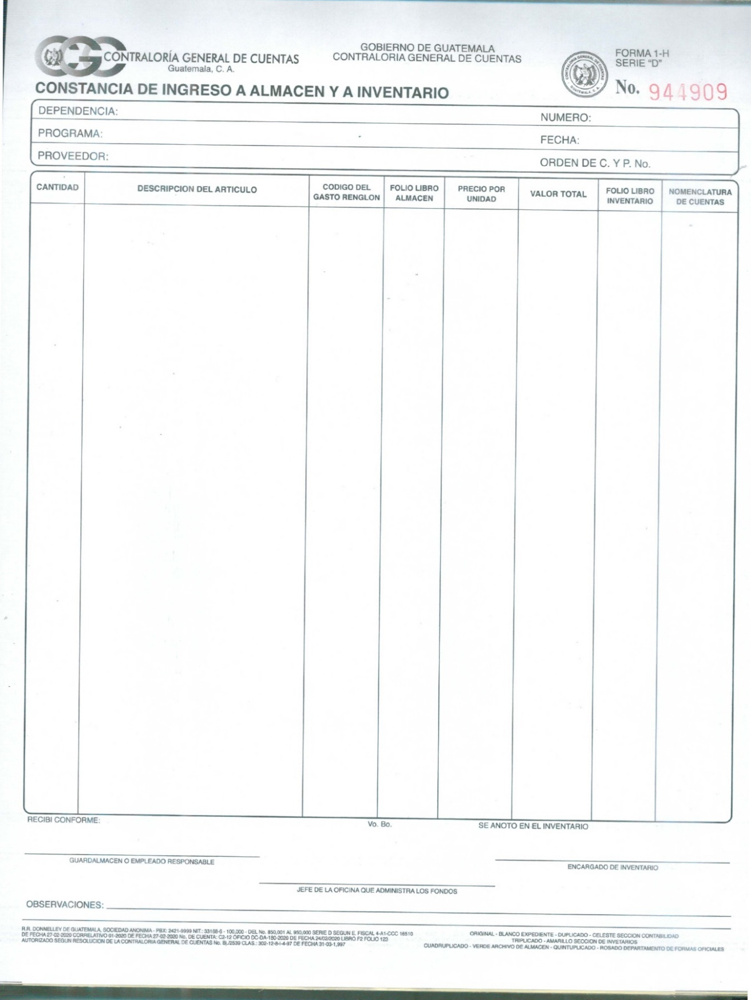 CGC CONTRALORÍA GENERAL DE CUENTAS
Guatemala, C. A.
GOBIERNO DE GUATEMALA
CONTRALORIA GENERAL DE CUENTAS
CONTRALORIA GENERAL DE CUENTAS GUATEMALA, C. A.
FORMA 1-H
SERIE "D"
No. 944909
CONSTANCIA DE INGRESO A ALMACEN Y A INVENTARIO
DEPENDENCIA: NUMERO:
PROGRAMA: FECHA:
PROVEEDOR: ORDEN DE C. Y P. No.
CANTIDAD
DESCRIPCION DEL ARTICULO
CODIGO DEL
GASTO RENGLON
FOLIO LIBRO
ALMACEN
PRECIO POR
UNIDAD
VALOR TOTAL
FOLIO LIBRO
INVENTARIO
NOMENCLATURA
DE CUENTAS
RECIBI CONFORME: Vo. Bo. SE ANOTO EN EL INVENTARIO
GUARDALMACEN O EMPLEADO RESPONSABLE
ENCARGADO DE INVENTARIO
JEFE DE LA OFICINA QUE ADMINISTRA LOS FONDOS
OBSERVACIONES:
R.R. DONNELLEY DE GUATEMALA, SOCIEDAD ANONIMA - PBX: 2421-9999 NIT.: 33168-6 - 100,000 - DEL No. 850,001 AL 950,000 SERIE D SEGUN E. FISCAL 4-A1-CCC 16510
DE FECHA 27-02-2020 CORRELATIVO 01-2020 DE FECHA 27-02-2020 No. DE CUENTA: C2-12 OFICIO DC-DA-180-2020 DE FECHA 24/02/2020 LIBRO F2 FOLIO 123
AUTORIZADO SEGUN RESOLUCION DE LA CONTRALORIA GENERAL DE CUENTAS No. Bj./2539 CLAS.: 302-12-8-I-4-97 DE FECHA 31-03-1,997
ORIGINAL - BLANCO EXPEDIENTE - DUPLICADO - CELESTE SECCION CONTABILIDAD
TRIPLICADO - AMARILLO SECCION DE INVETARIOS
CUADRUPLICADO - VERDE ARCHIVO DE ALMACEN - QUINTUPLICADO - ROSADO DEPARTAMENTO DE FORMAS OFICIALES